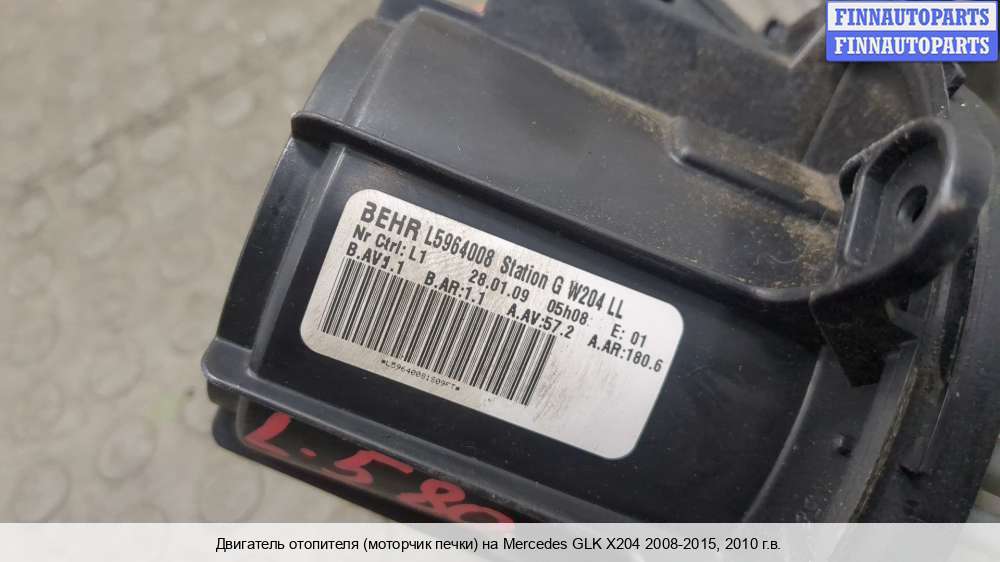 FINNAUTOPARTS
FINNAUTOPARTS
BEHR L5964008 Station G W204 LL
Nr Ctrl: L1 28.01.09 05h08 E: 01
B.AV:1.1 B.AR:1.1 A.AV:57.2 A.AR:180.6
*L59640081809FT*
L.580
Двигатель отопителя (моторчик печки) на Mercedes GLK X204 2008-2015, 2010 г.в.